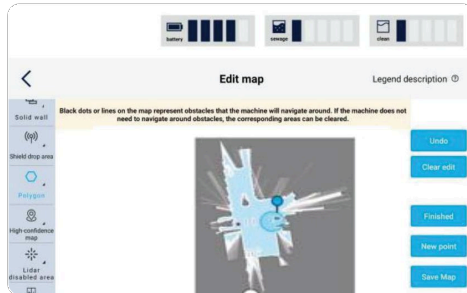 battery
sewage
clean
Edit map
Legend description ?
Black dots or lines on the map represent obstacles that the machine will navigate around. If the machine does not
need to navigate around obstacles, the corresponding areas can be cleared.
Solid wall
Shield drop area
Polygon
High-confidence
map
Lidar
disabled area
Undo
Clear edit
Finished
New point
Save Map